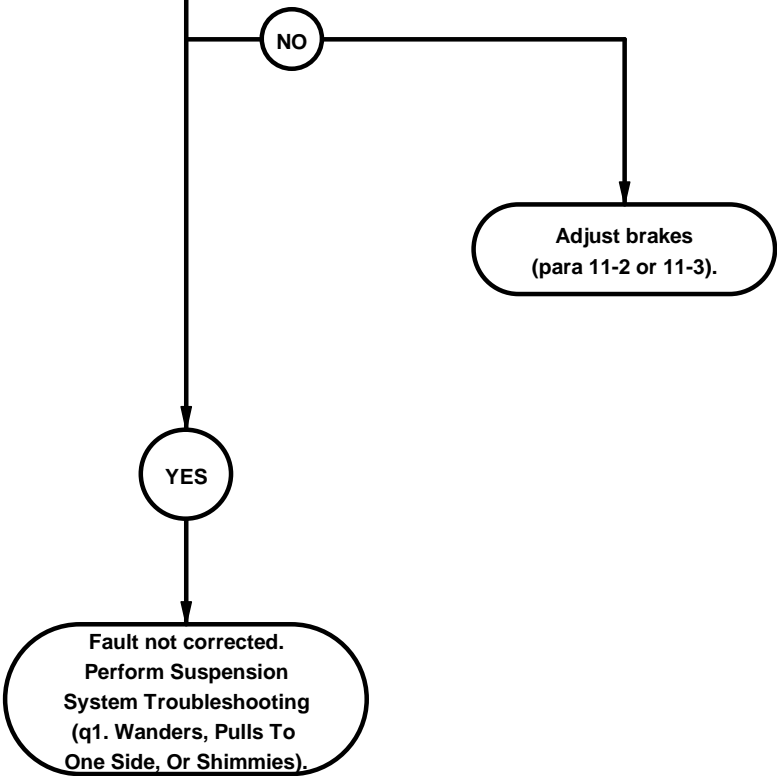 NO
Adjust brakes
(para 11-2 or 11-3).
YES
Fault not corrected.
Perform Suspension
System Troubleshooting
(q1. Wanders, Pulls To
One Side, Or Shimmies).